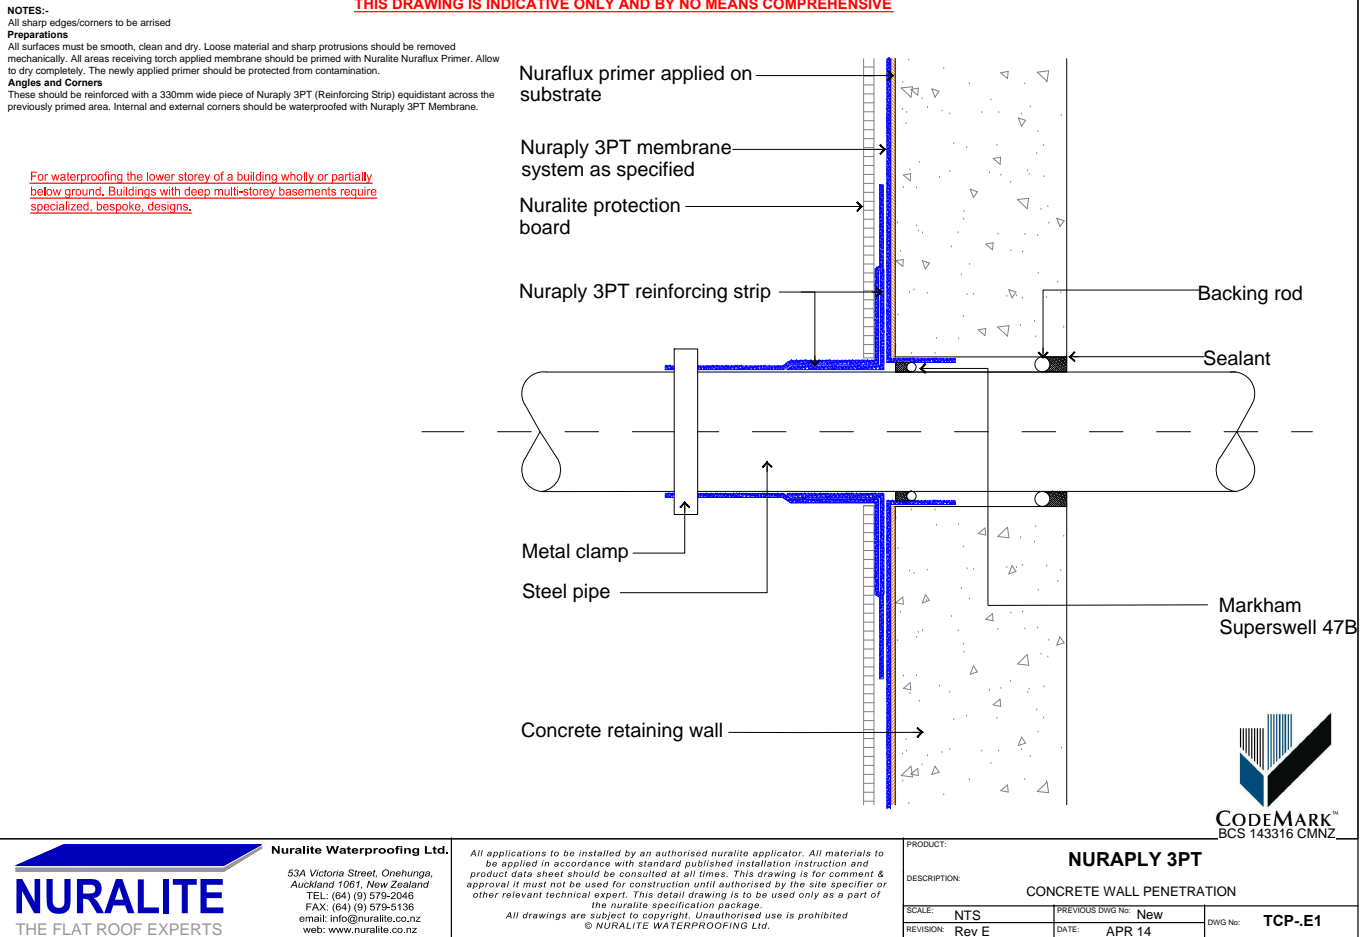 THIS DRAWING IS INDICATIVE ONLY AND BY NO MEANS COMPREHENSIVE
NOTES:-
All sharp edges/corners to be arrised
Preparations
All surfaces must be smooth, clean and dry. Loose material and sharp protrusions should be removed
mechanically. All areas receiving torch applied membrane should be primed with Nuralite Nuraflux Primer. Allow
to dry completely. The newly applied primer should be protected from contamination.
Angles and Corners
These should be reinforced with a 330mm wide piece of Nuraply 3PT (Reinforcing Strip) equidistant across the
previously primed area. Internal and external corners should be waterproofed with Nuraply 3PT Membrane.
For waterproofing the lower storey of a building wholly or partially
below ground. Buildings with deep multi-storey basements require
specialized, bespoke, designs.
Nuraflux primer applied on
substrate
Nuraply 3PT membrane
system as specified
Nuralite protection
board
Nuraply 3PT reinforcing strip
Backing rod
Sealant
Metal clamp
Steel pipe
Markham
Superswell 47B
Concrete retaining wall
CODEMARK™
BCS 143316 CMNZ
NURALITE
THE FLAT ROOF EXPERTS
Nuralite Waterproofing Ltd.
53A Victoria Street, Onehunga,
Auckland 1061, New Zealand
TEL: (64) (9) 579-2046
FAX: (64) (9) 579-5136
email: info@nuralite.co.nz
web: www.nuralite.co.nz
All applications to be installed by an authorised nuralite applicator. All materials to
be applied in accordance with standard published installation instruction and
product data sheet should be consulted at all times. This drawing is for comment &
approval it must not be used for construction until authorised by the site specifier or
other relevant technical expert. This detail drawing is to be used only as a part of
the nuralite specification package.
All drawings are subject to copyright. Unauthorised use is prohibited
© NURALITE WATERPROOFING Ltd.
PRODUCT:
NURAPLY 3PT
DESCRIPTION:
CONCRETE WALL PENETRATION
SCALE: NTS
PREVIOUS DWG No: New
REVISION: Rev E
DATE: APR 14
DWG No: TCP-.E1